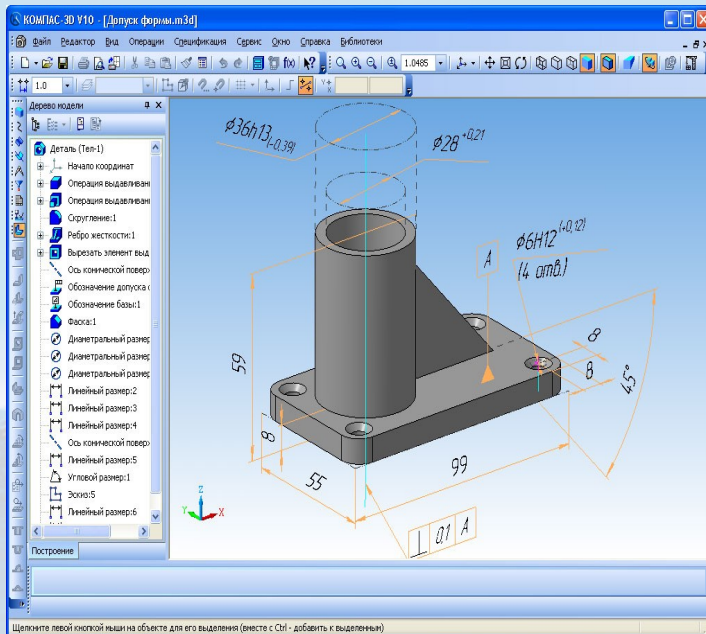 КОМПАС-3D V10 - [Допуск формы.m3d]
Файл Редактор Вид Операции Спецификация Сервис Окно Справка Библиотеки
1.0485
1.0
Дерево модели
Деталь (Тел-1)
Начало координат
Операция выдавливани
Операция выдавливани
Скругление:1
Ребро жесткости:1
Вырезать элемент выд
Ось конической поверх
Обозначение допуска с
Обозначение базы:1
Фаска:1
Диаметральный размер
Диаметральный размер
Диаметральный размер
Линейный размер:2
Линейный размер:3
Линейный размер:4
Ось конической поверх
Линейный размер:5
Угловой размер:1
Эскиз:5
Линейный размер:6
Построение
⌀36h13(-0,39)
⌀28+0,21
⌀6H12(+0,12)
(4 отв.)
A
59
8
8
45°
8
55
99
⊥ 0,1 A
Z
Y
X
Щелкните левой кнопкой мыши на объекте для его выделения (вместе с Ctrl - добавить к выделенным)